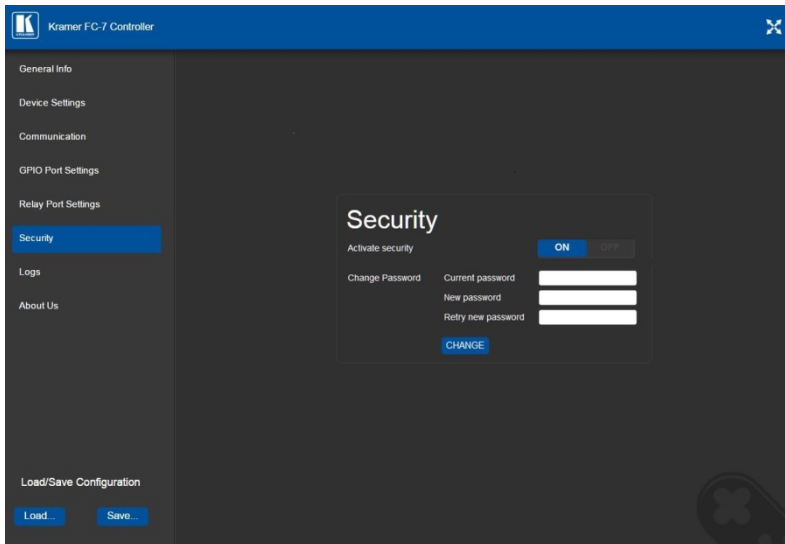 Kramer FC-7 Controller
General Info
Device Settings
Communication
GPIO Port Settings
Relay Port Settings
Security
Logs
About Us
Security
Activate security ON OFF
Change Password Current password
New password
Retry new password
CHANGE
Load/Save Configuration
Load... Save...